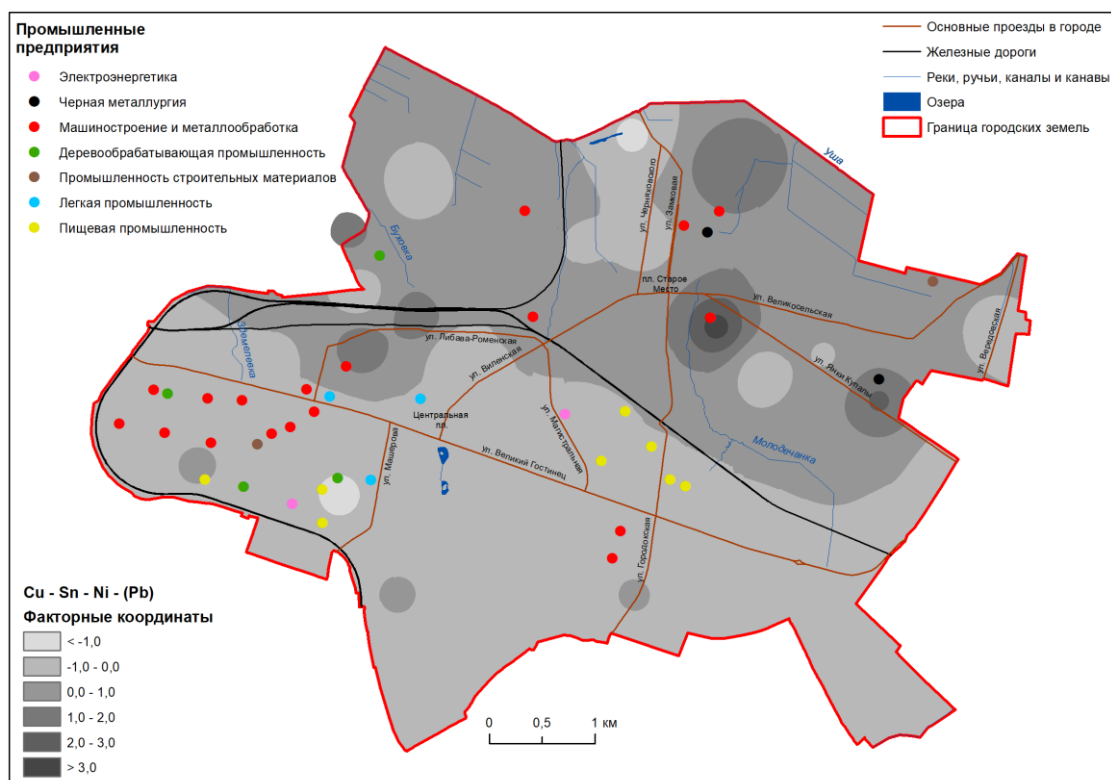 Промышленные
предприятия
Электроэнергетика
Черная металлургия
Машиностроение и металлообработка
Деревообрабатывающая промышленность
Промышленность строительных материалов
Легкая промышленность
Пищевая промышленность
Основные проезды в городе
Железные дороги
Реки, ручьи, каналы и канавы
Озера
Граница городских земель
Уша
ул. Черняховского
ул. Замковая
Буховка
пл. Старое
Место
ул. Великосельская
ул. Вередовская
ул. Либава-Роменская
ул. Виленская
ул. Янки Купалы
Центральная
пл.
ул. Магистральная
ул. Машерова
ул. Великий Гостинец
Молодечанка
ул. Городокская
Cu - Sn - Ni - (Pb)
Факторные координаты
< -1,0
-1,0 - 0,0
0,0 - 1,0
1,0 - 2,0
2,0 - 3,0
> 3,0
0 0,5 1 км